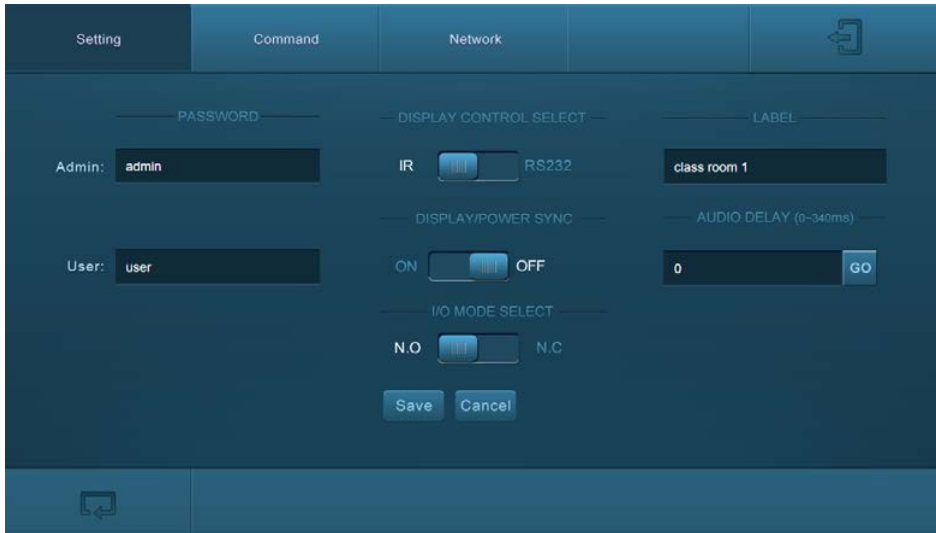 Setting Command Network
PASSWORD DISPLAY CONTROL SELECT LABEL
Admin: admin IR RS232 class room 1
DISPLAY/POWER SYNC AUDIO DELAY (0~340ms)
User: user ON OFF 0 GO
I/O MODE SELECT
N.O N.C
Save Cancel